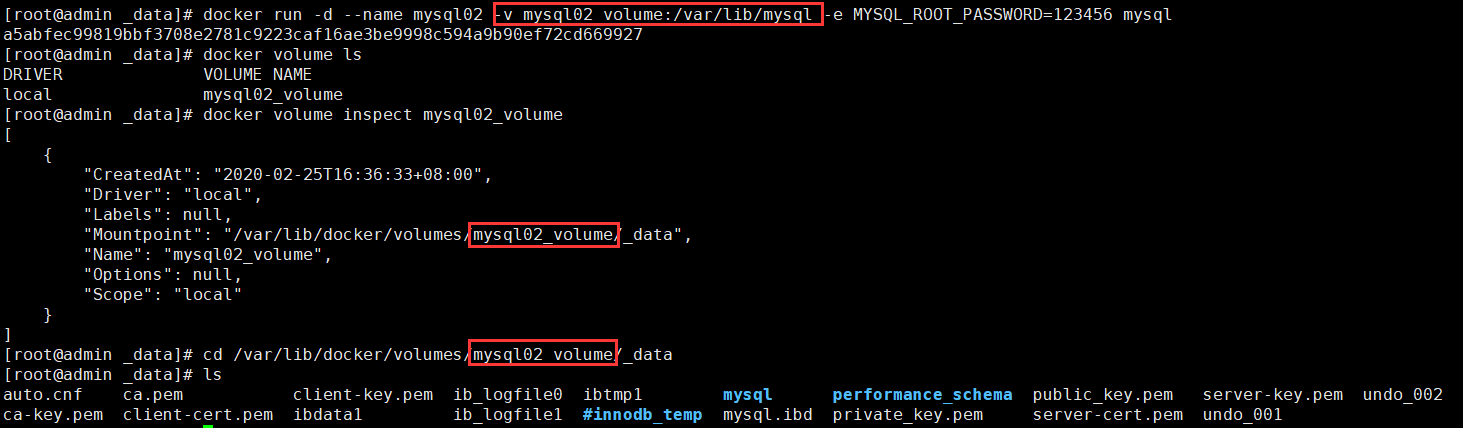 [root@admin _data]# docker run -d --name mysql02 -v mysql02_volume:/var/lib/mysql -e MYSQL_ROOT_PASSWORD=123456 mysql
a5abfec99819bbf3708e2781c9223caf16ae3be9998c594a9b90ef72cd669927
[root@admin _data]# docker volume ls
DRIVER              VOLUME NAME
local               mysql02_volume
[root@admin _data]# docker volume inspect mysql02_volume
[
    {
        "CreatedAt": "2020-02-25T16:36:33+08:00",
        "Driver": "local",
        "Labels": null,
        "Mountpoint": "/var/lib/docker/volumes/mysql02_volume/_data",
        "Name": "mysql02_volume",
        "Options": null,
        "Scope": "local"
    }
]
[root@admin _data]# cd /var/lib/docker/volumes/mysql02_volume/_data
[root@admin _data]# ls
auto.cnf    ca.pem           client-key.pem  ib_logfile0  ibtmp1        mysql      performance_schema  public_key.pem   server-key.pem  undo_002
ca-key.pem  client-cert.pem  ibdata1         ib_logfile1  #innodb_temp  mysql.ibd  private_key.pem     server-cert.pem  undo_001